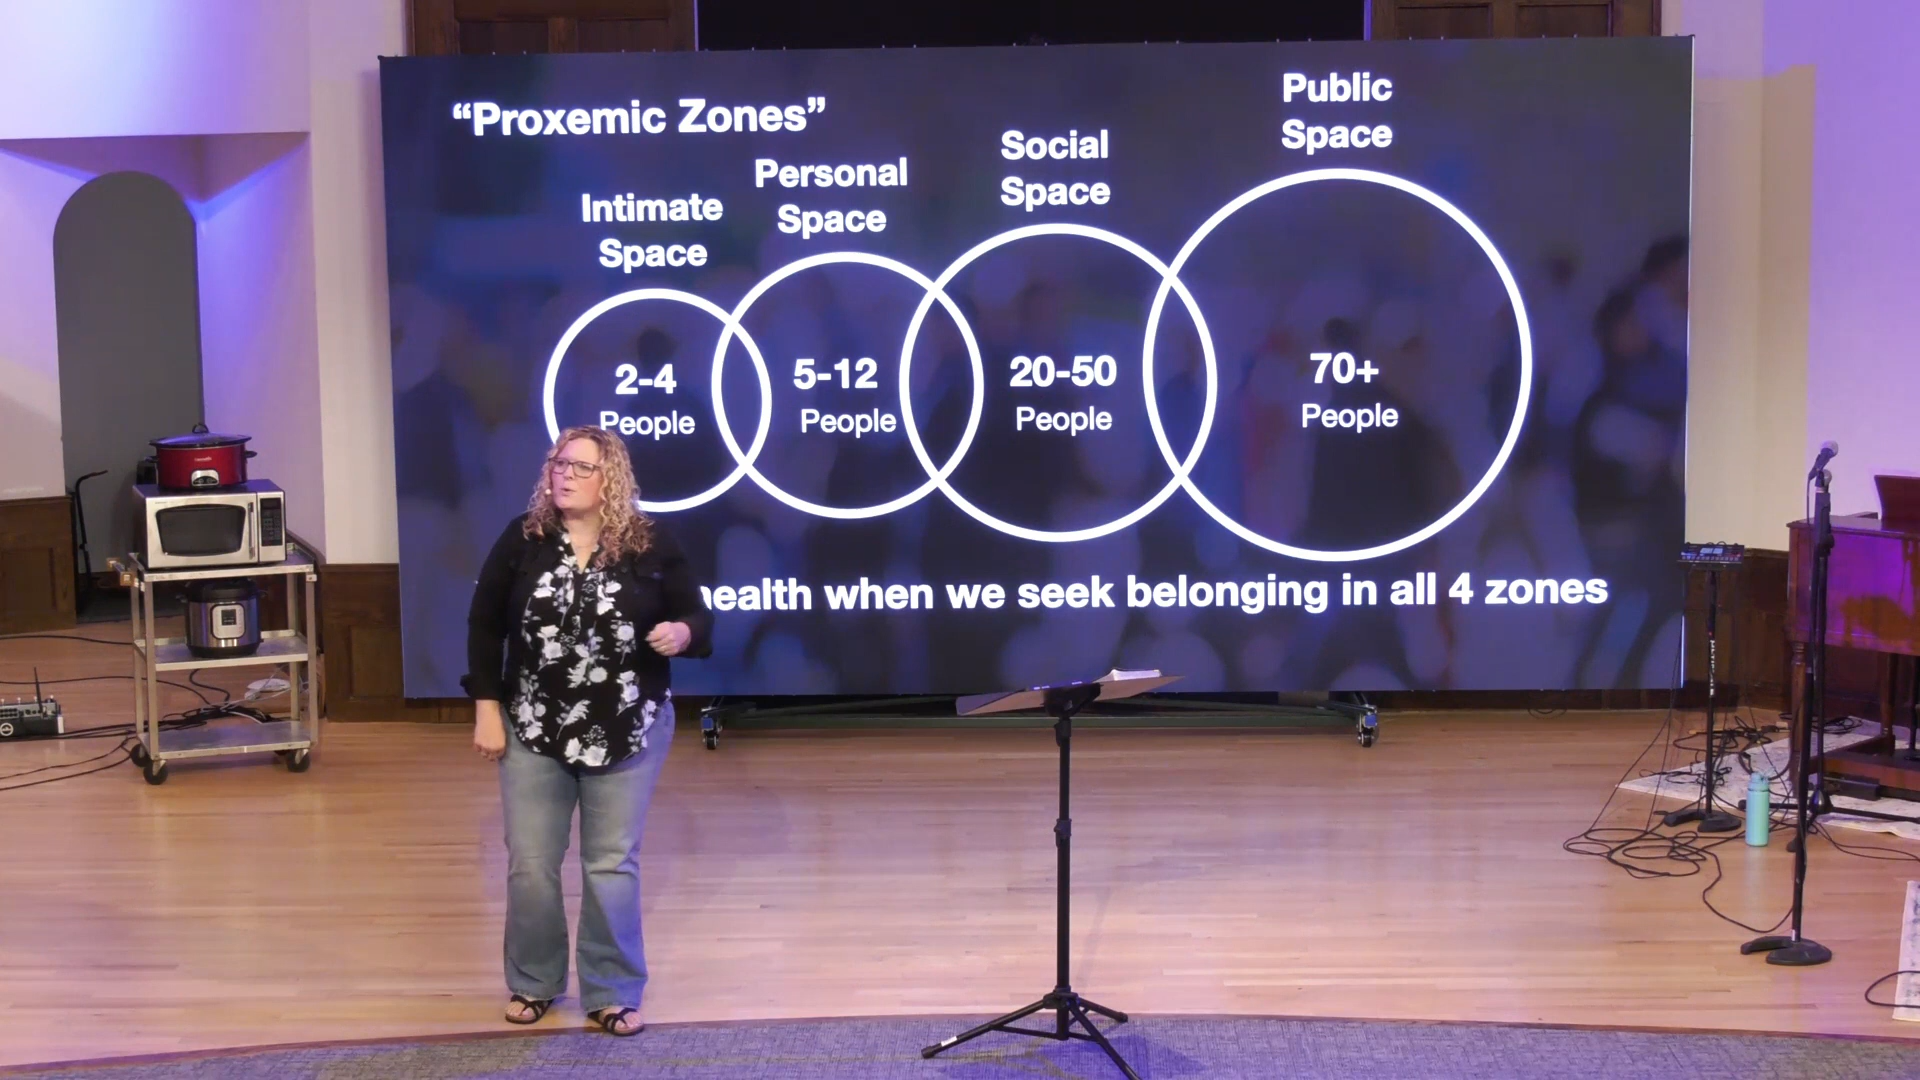 “Proxemic Zones”
Intimate
Space
Personal
Space
Social
Space
Public
Space
2-4
People
5-12
People
20-50
People
70+
People
when we seek belonging in all 4 zones